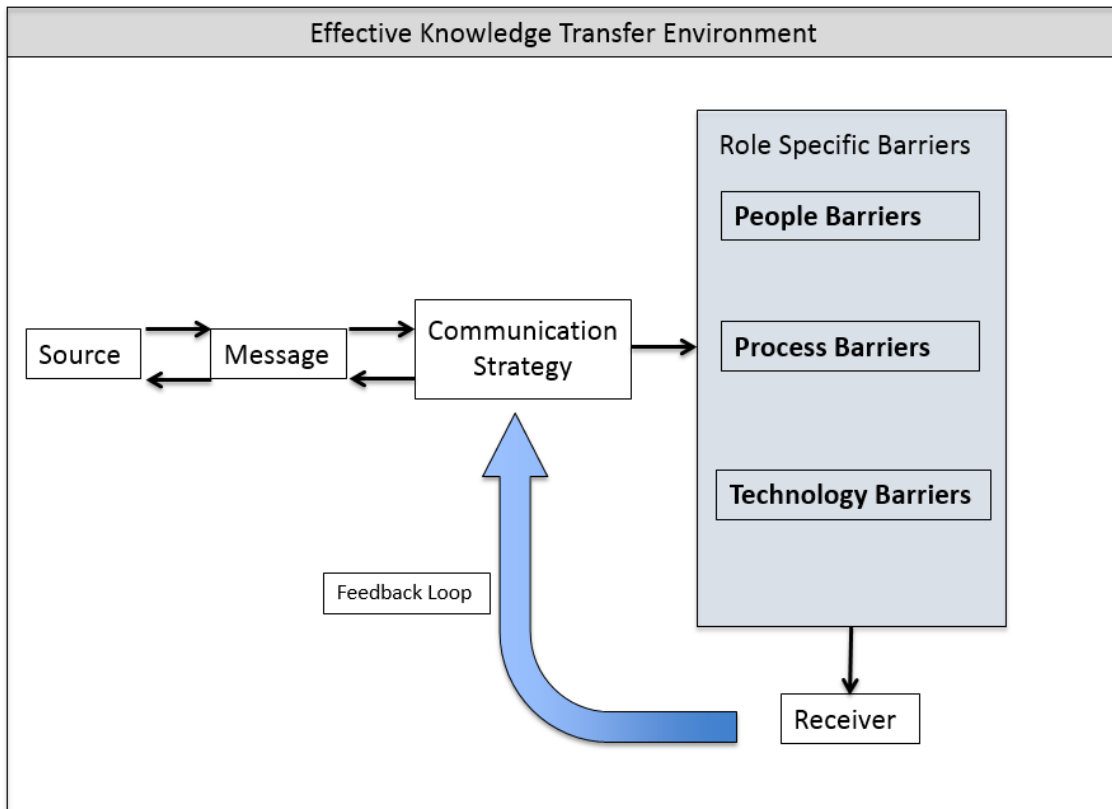 Effective Knowledge Transfer Environment
Role Specific Barriers
People Barriers
Source
Message
Communication
Strategy
Process Barriers
Technology Barriers
Feedback Loop
Receiver